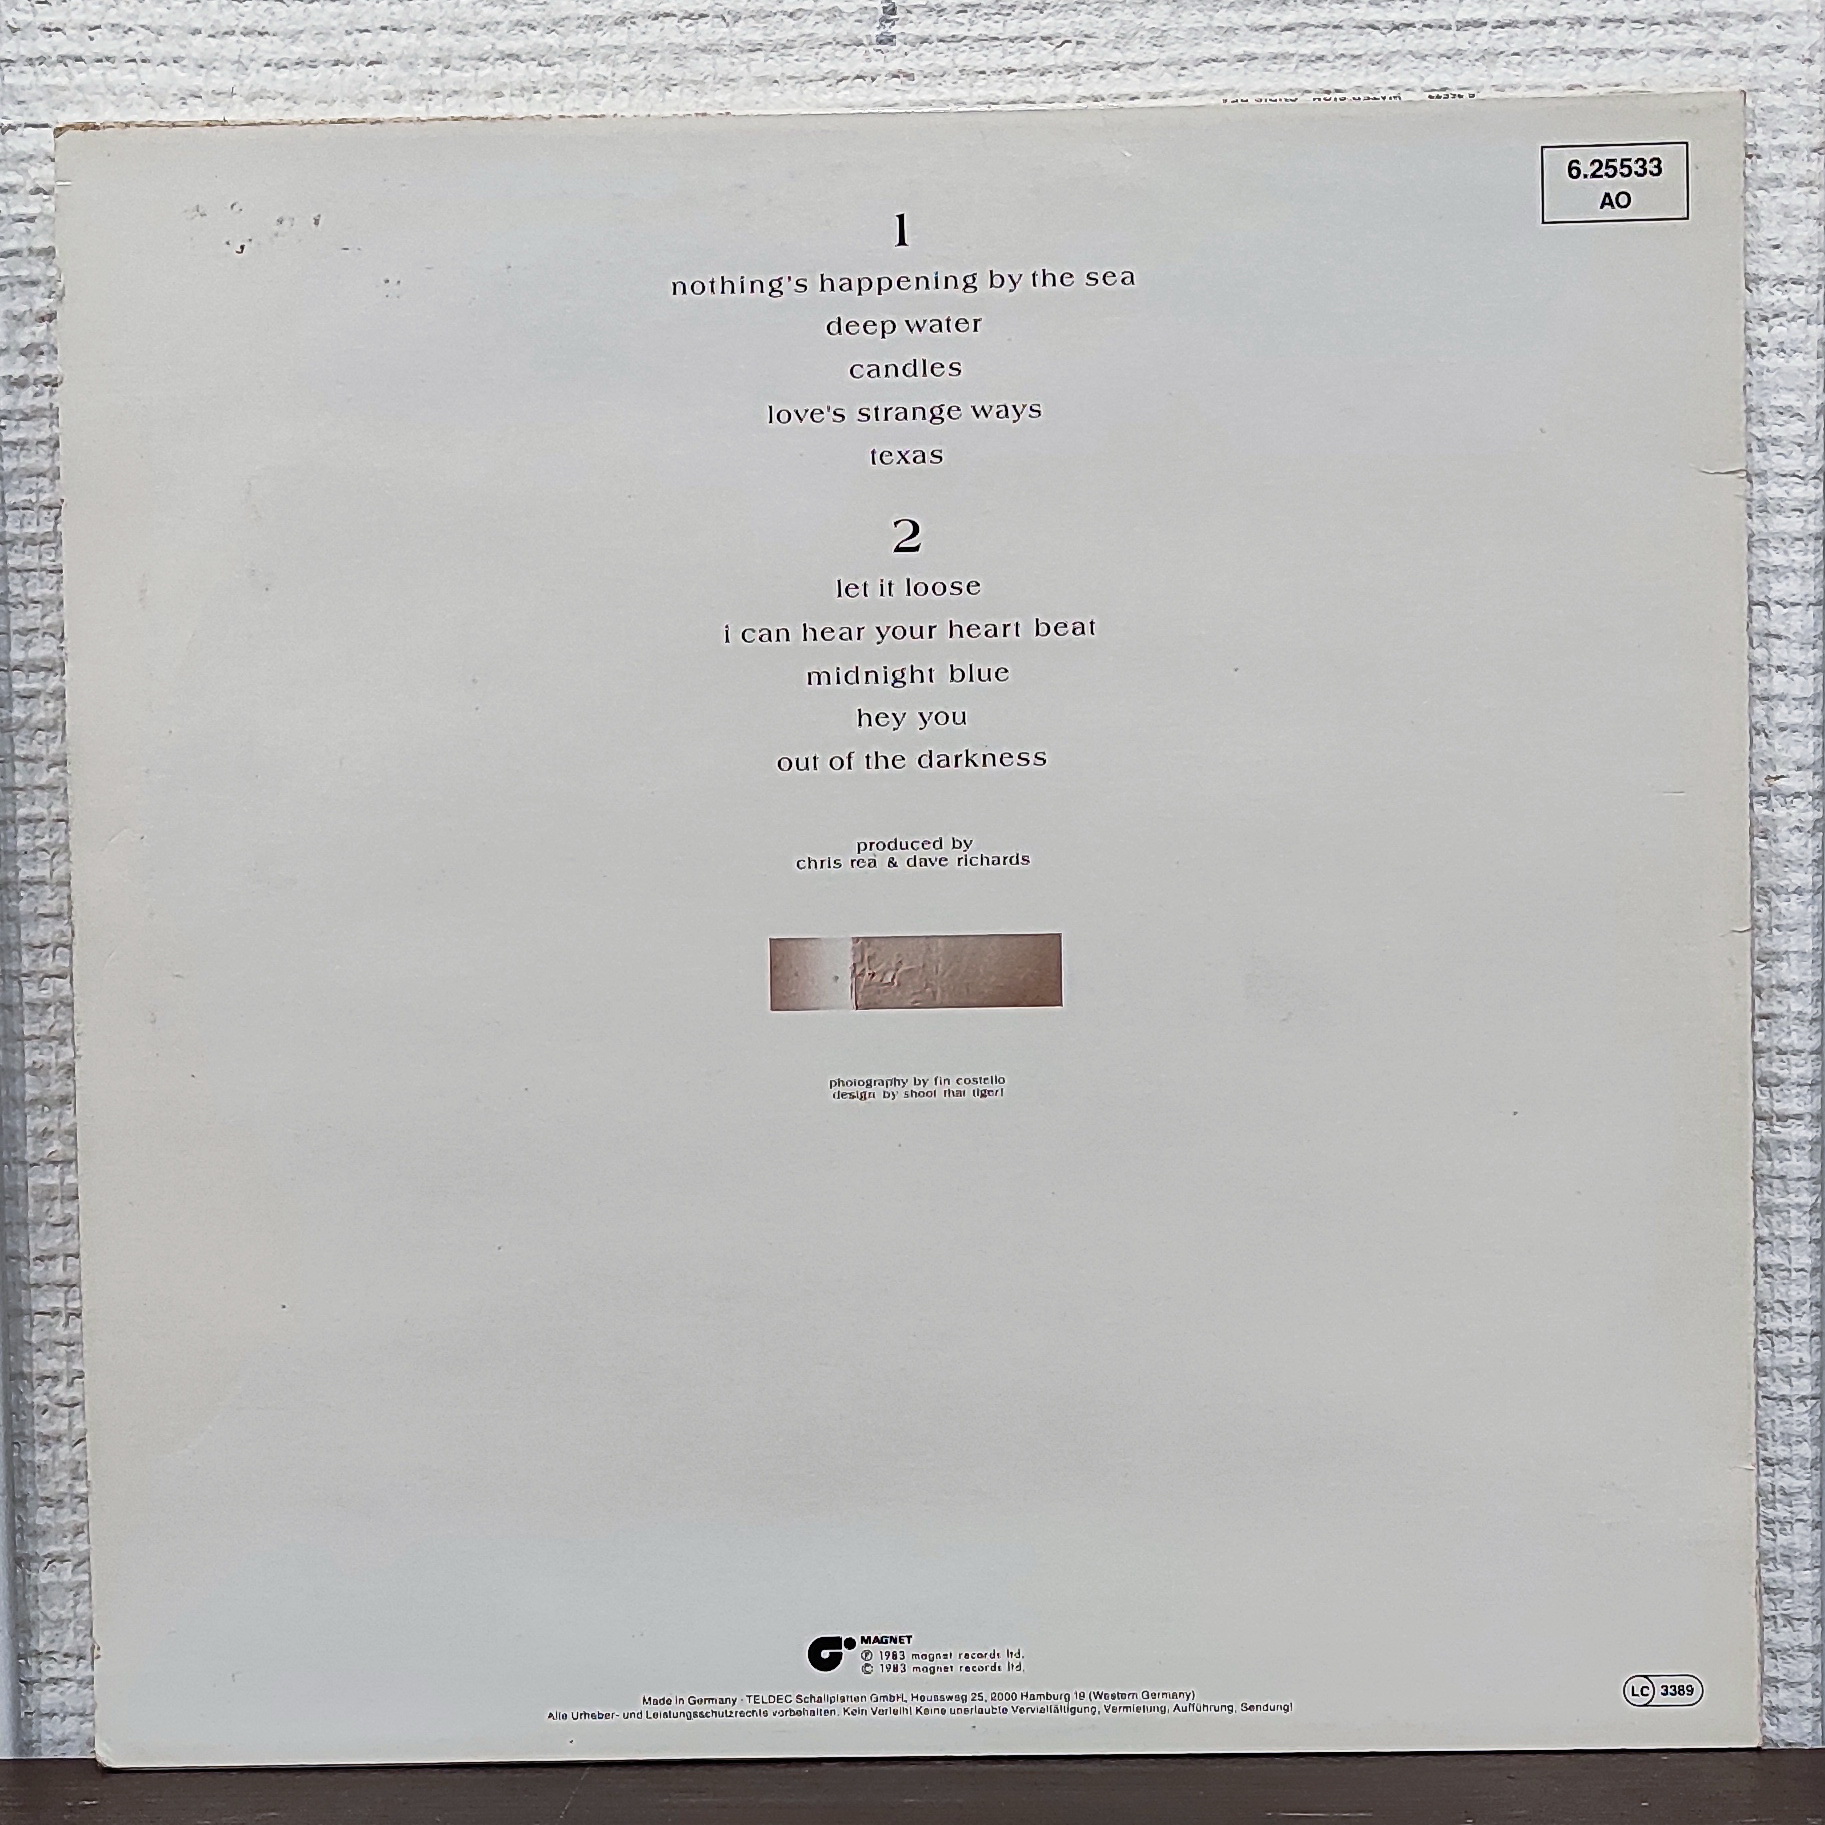 6.25533
AO
1
nothing's happening by the sea
deep water
candles
love's strange ways
texas
2
let it loose
i can hear your heart beat
midnight blue
hey you
out of the darkness
produced by
chris rea & dave richards
photography by fin costello
design by shoot that tiger!
MAGNET
℗ 1983 magnet records ltd.
© 1983 magnet records ltd.
Made in Germany · TELDEC Schallplatten GmbH, Heussweg 25, 2000 Hamburg 19 (Western Germany)
Alle Urheber- und Leistungsschutzrechte vorbehalten. Kein Verleih! Keine unerlaubte Vervielfältigung, Vermietung, Aufführung, Sendung!
LC 3389